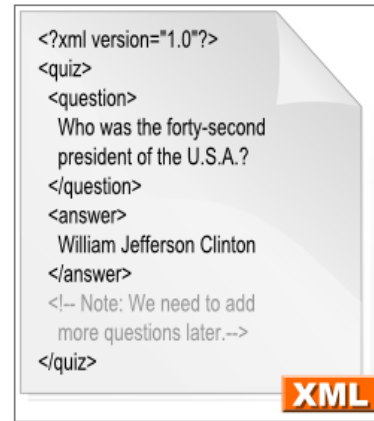 <?xml version="1.0"?>
<quiz>
<question>
Who was the forty-second
president of the U.S.A.?
</question>
<answer>
William Jefferson Clinton
</answer>
<!-- Note: We need to add
more questions later.-->
</quiz>
XML